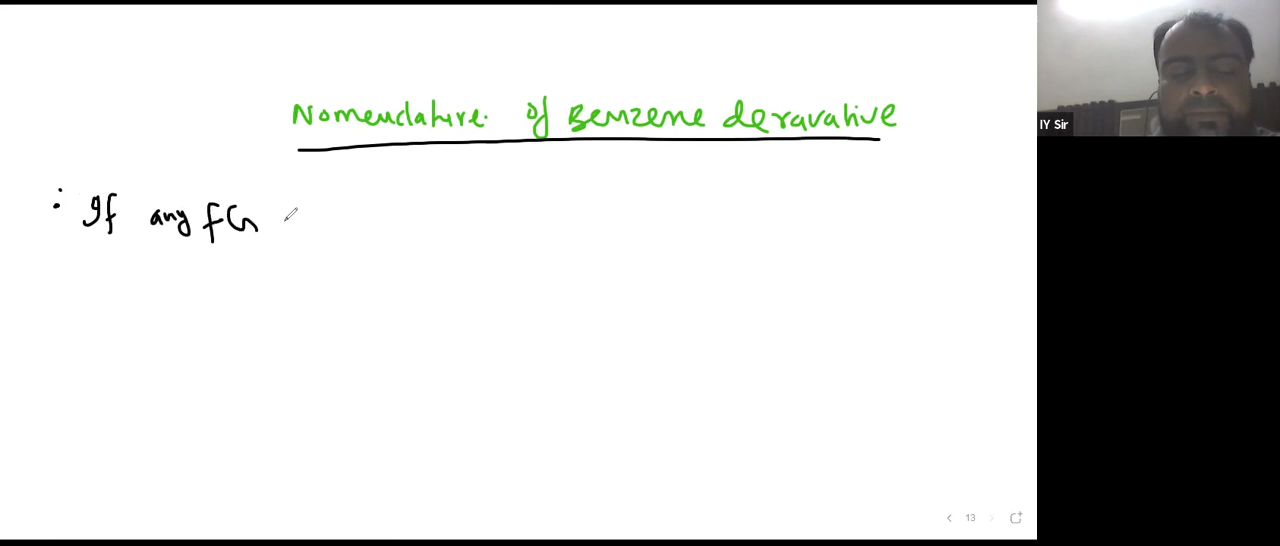 Nomenclature. of Benzene deravative
: If any FG
IY Sir
13